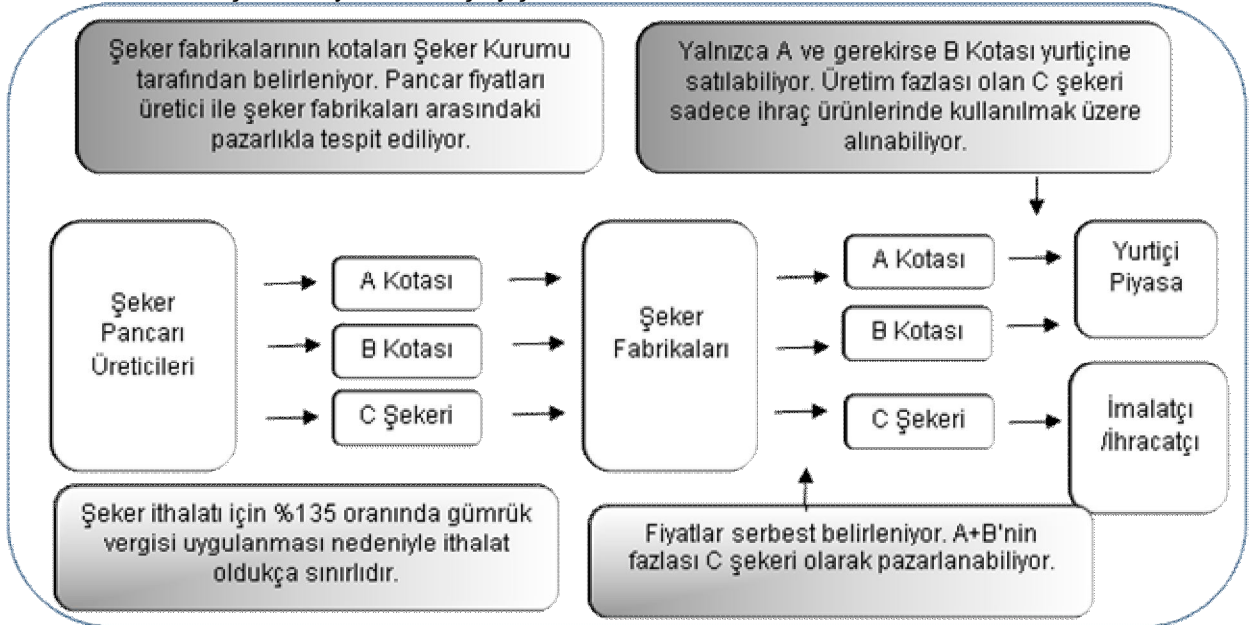 Şeker fabrikalarının kotaları Şeker Kurumu
tarafından belirleniyor. Pancar fiyatları
üretici ile şeker fabrikaları arasındaki
pazarlıkla tespit ediliyor.
Yalnızca A ve gerekirse B Kotası yurtiçine
satılabiliyor. Üretim fazlası olan C şekeri
sadece ihraç ürünlerinde kullanılmak üzere
alınabiliyor.
Şeker
Pancarı
Üreticileri
A Kotası
B Kotası
C Şekeri
Şeker
Fabrikaları
A Kotası
B Kotası
C Şekeri
Yurtiçi
Piyasa
İmalatçı
/İhracatçı
Şeker ithalatı için %135 oranında gümrük
vergisi uygulanması nedeniyle ithalat
oldukça sınırlıdır.
Fiyatlar serbest belirleniyor. A+B'nin
fazlası C şekeri olarak pazarlanabiliyor.